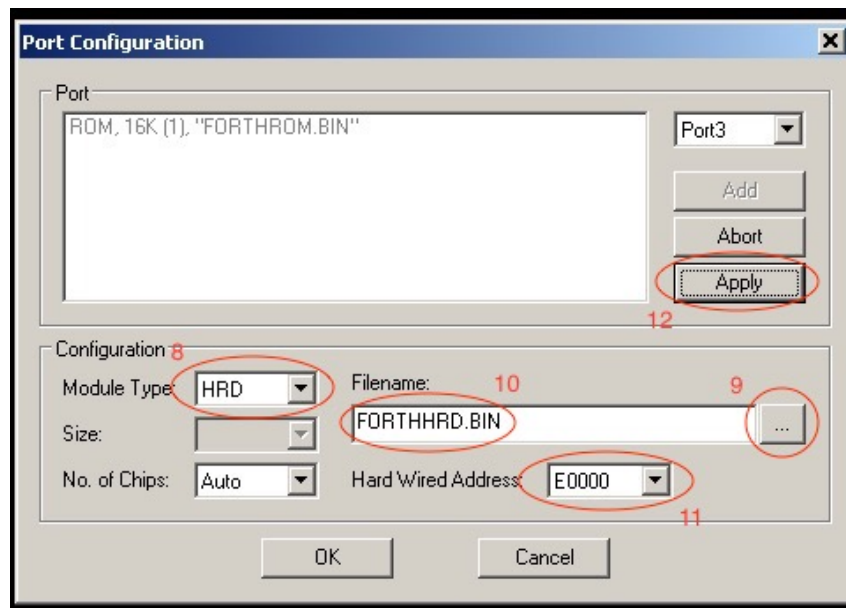 Port Configuration
Port
ROM, 16K (1), "FORTHROM.BIN"
Port3
Add
Abort
Apply
12
Configuration 8
Module Type: HRD
Filename: 10 9
FORTHHRD.BIN ...
Size:
No. of Chips: Auto
Hard Wired Address: E0000
11
OK Cancel